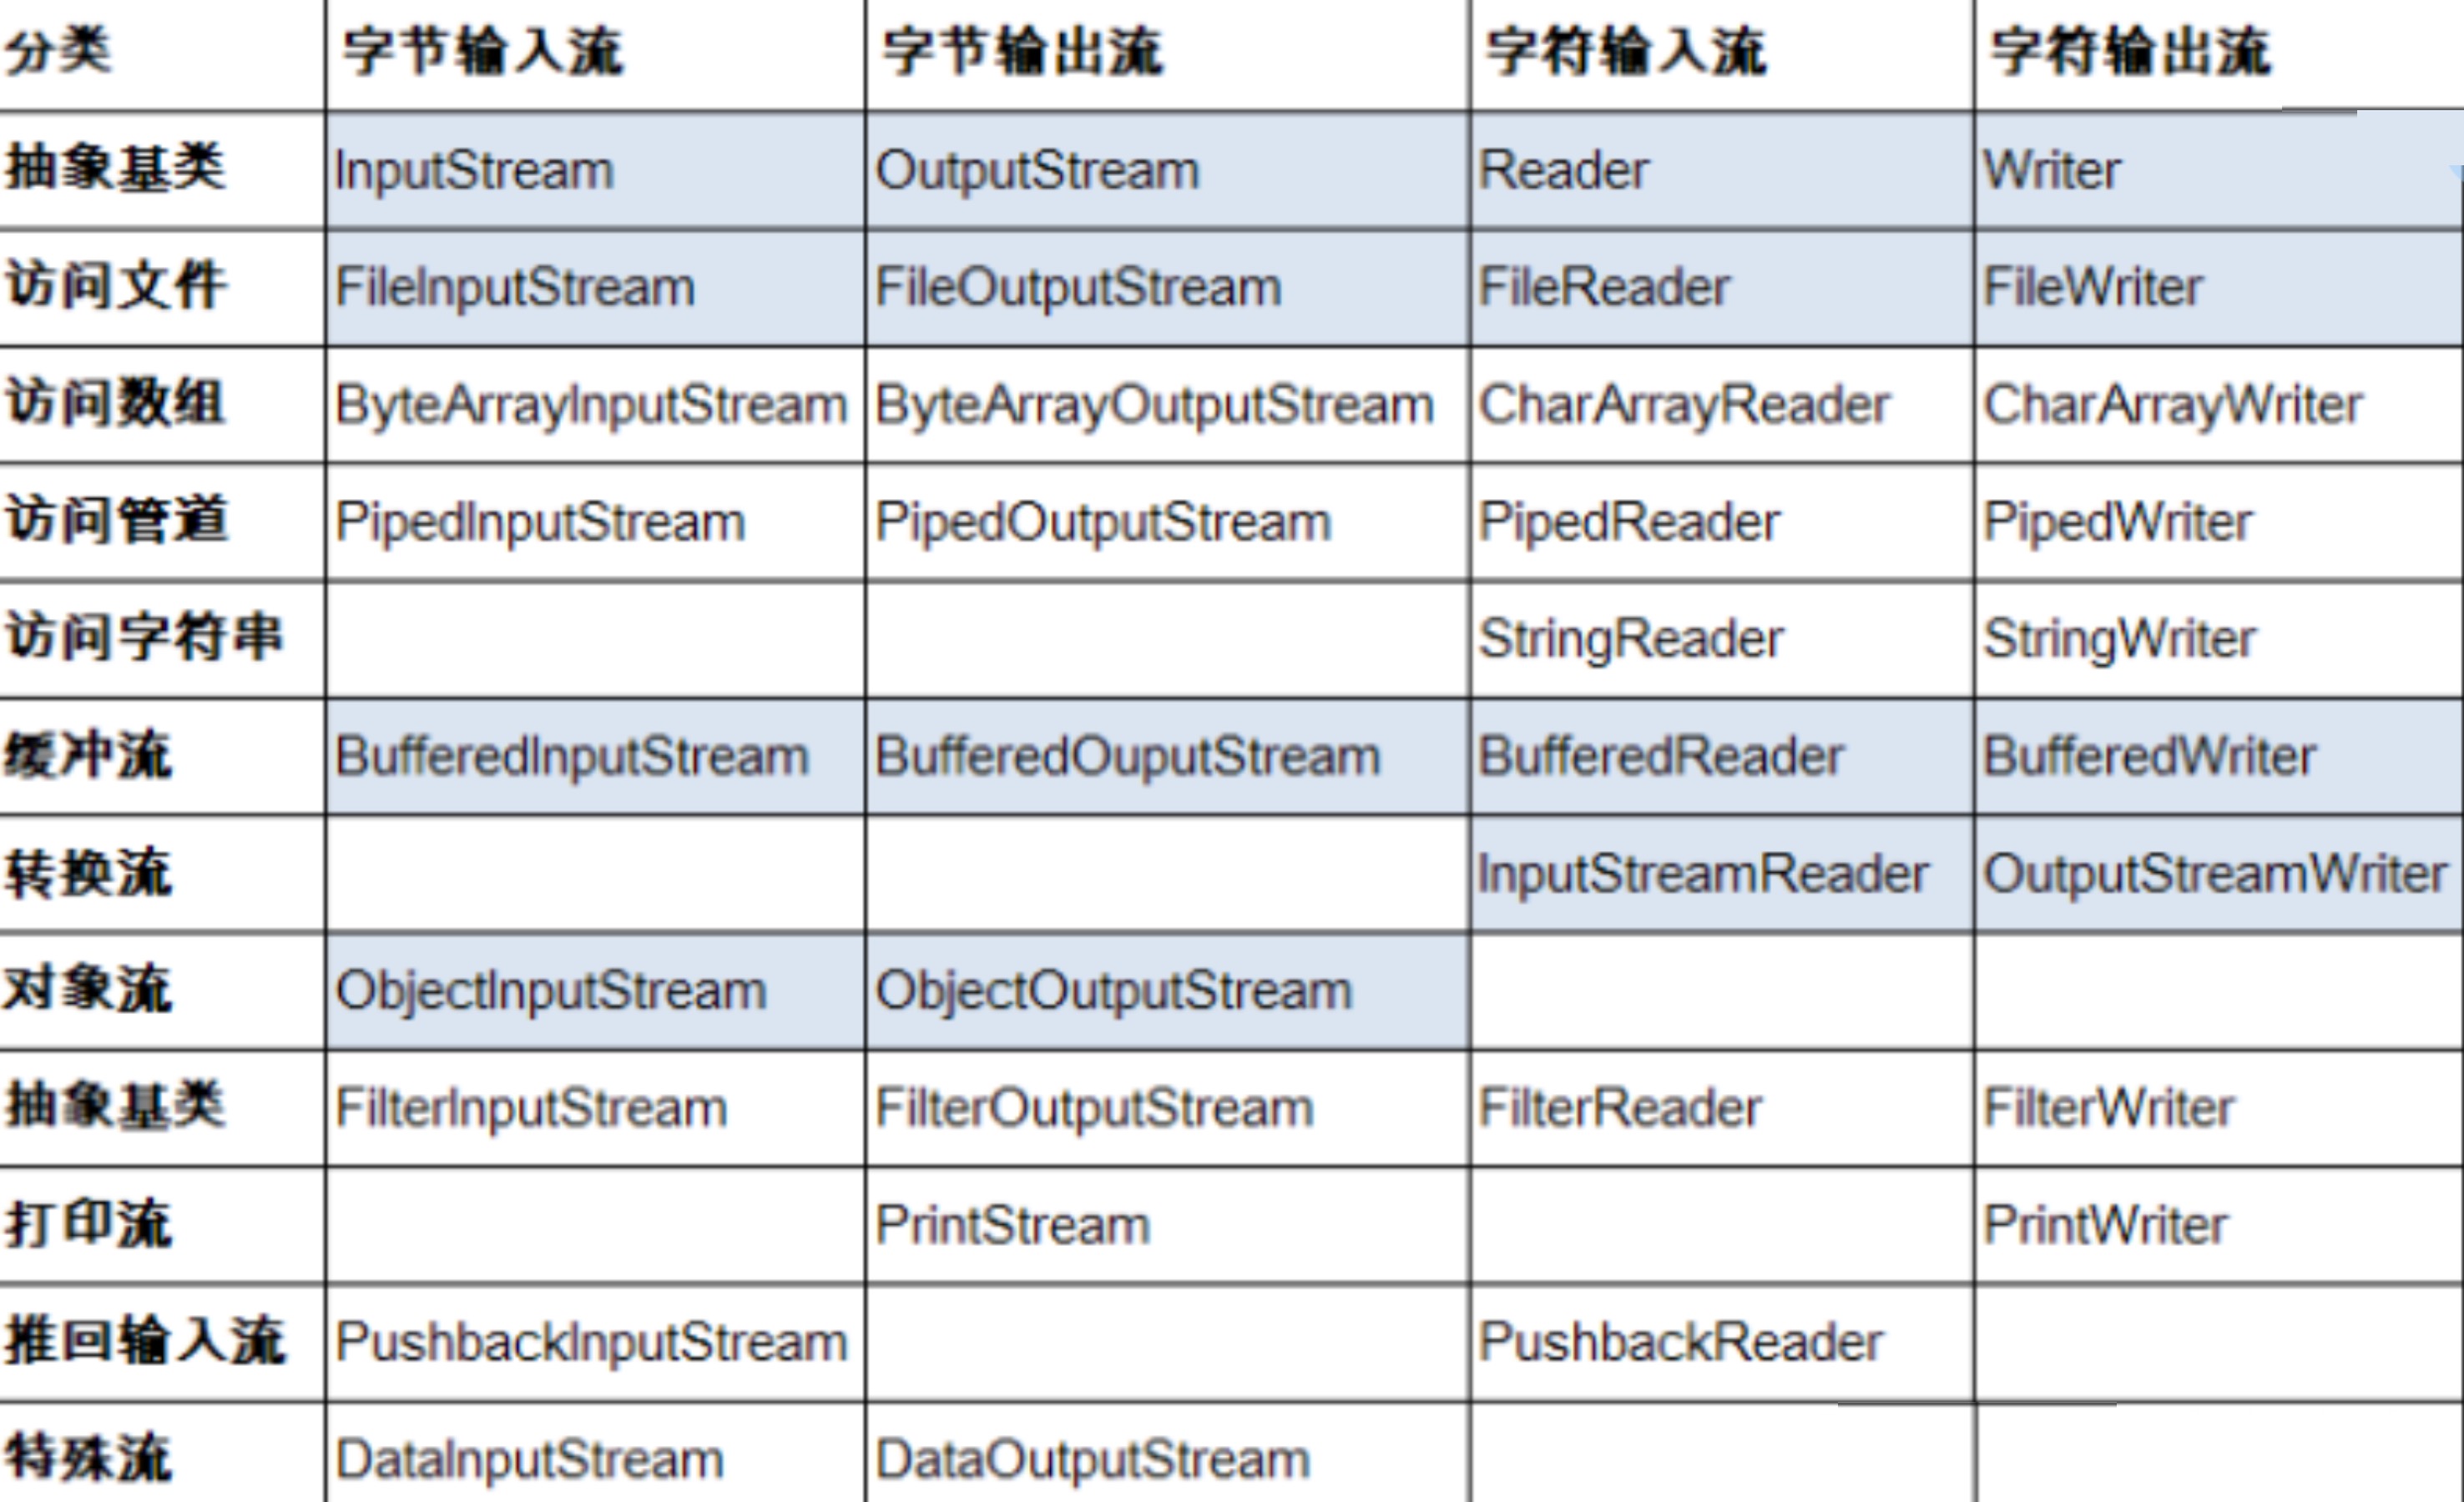 分类 字节输入流 字节输出流 字符输入流 字符输出流
抽象基类 InputStream OutputStream Reader Writer
访问文件 FileInputStream FileOutputStream FileReader FileWriter
访问数组 ByteArrayInputStream ByteArrayOutputStream CharArrayReader CharArrayWriter
访问管道 PipedInputStream PipedOutputStream PipedReader PipedWriter
访问字符串 StringReader StringWriter
缓冲流 BufferedInputStream BufferedOuputStream BufferedReader BufferedWriter
转换流 InputStreamReader OutputStreamWriter
对象流 ObjectInputStream ObjectOutputStream
抽象基类 FilterInputStream FilterOutputStream FilterReader FilterWriter
打印流 PrintStream PrintWriter
推回输入流 PushbackInputStream PushbackReader
特殊流 DataInputStream DataOutputStream